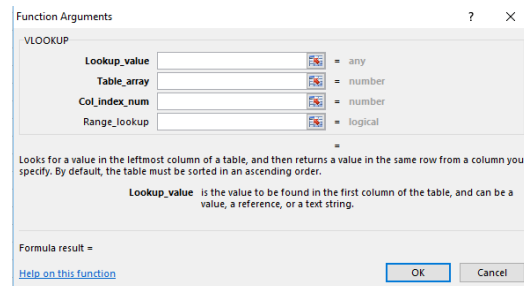 Function Arguments ? X
VLOOKUP
Lookup_value = any
Table_array = number
Col_index_num = number
Range_lookup = logical
=
Looks for a value in the leftmost column of a table, and then returns a value in the same row from a column you
specify. By default, the table must be sorted in an ascending order.
Lookup_value is the value to be found in the first column of the table, and can be a
value, a reference, or a text string.
Formula result =
Help on this function OK Cancel